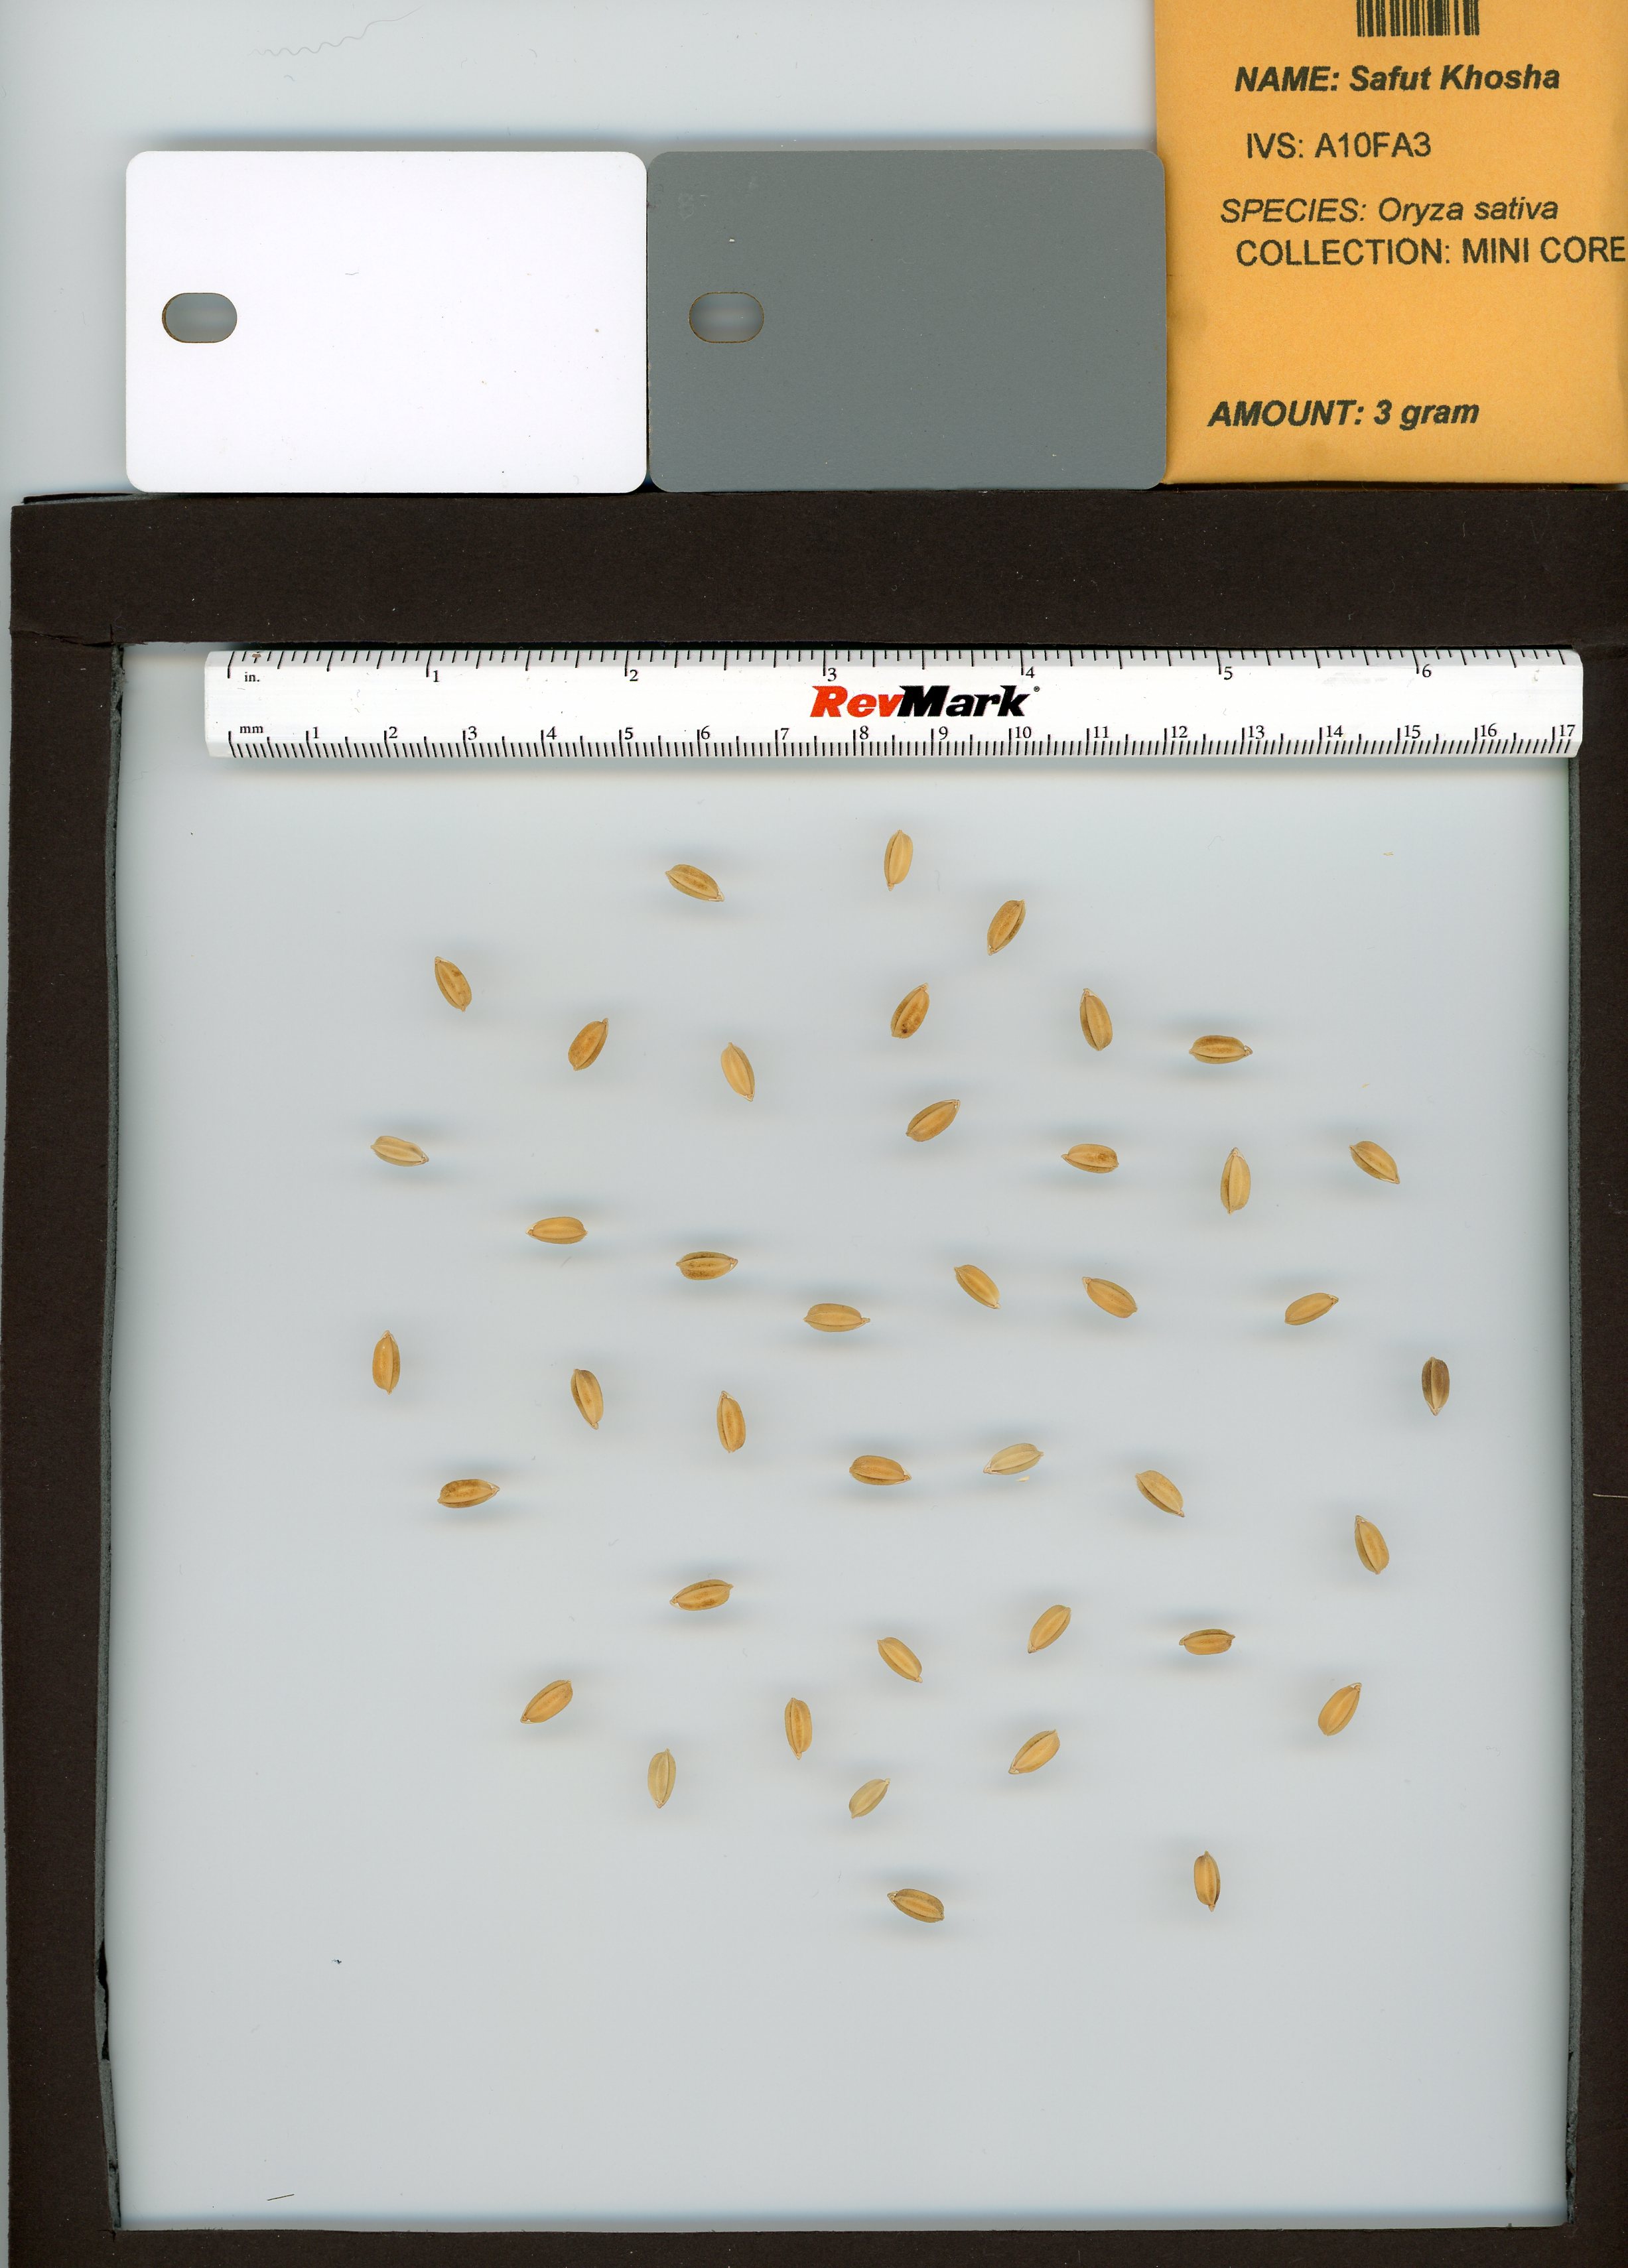 NAME: Safut Khosha
IVS: A10FA3
SPECIES: Oryza sativa
COLLECTION: MINI CORE
AMOUNT: 3 gram
in. 1 2 3 4 5 6
RevMark
mm 1 2 3 4 5 6 7 8 9 10 11 12 13 14 15 16 17